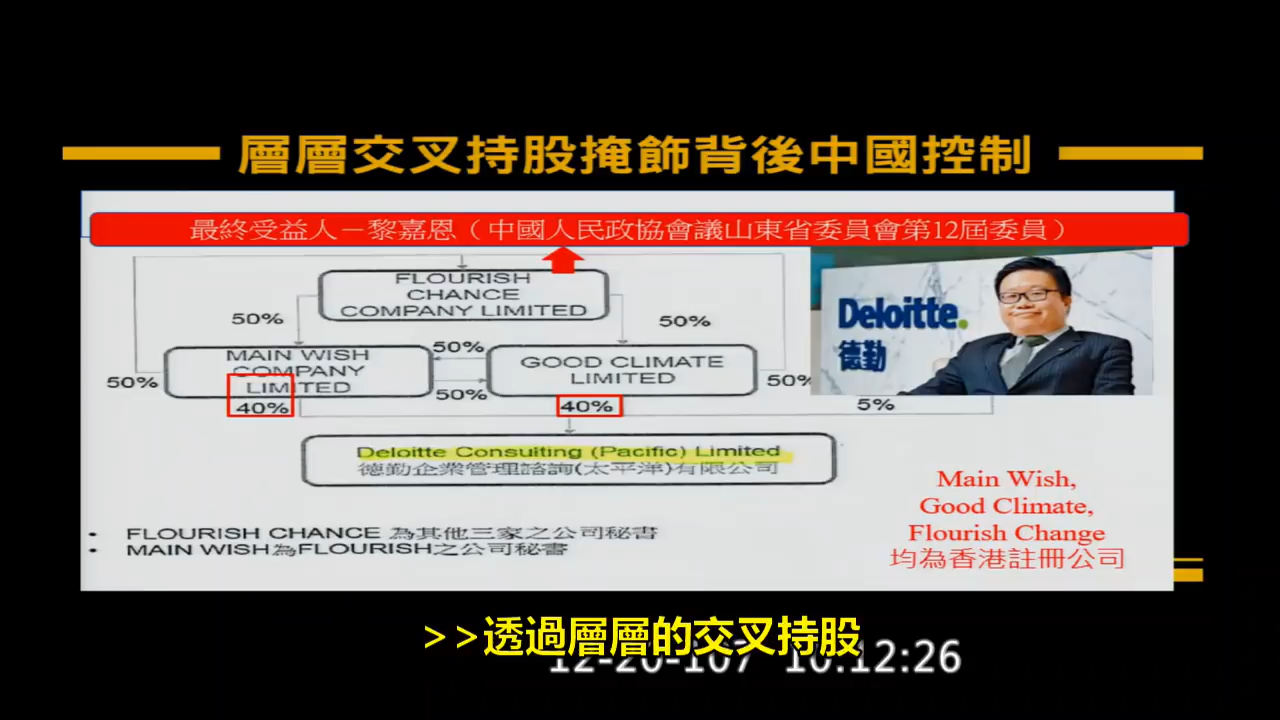 層層交叉持股掩飾背後中國控制
最終受益人－黎嘉恩（中國人民政協會議山東省委員會第12屆委員）
FLOURISH
CHANCE
COMPANY LIMITED
50%
50%
MAIN WISH
COMPANY
LIMITED
50%
50%
GOOD CLIMATE
LIMITED
50%
50%
40%
40%
5%
Deloitte Consulting (Pacific) Limited
德勤企業管理諮詢(太平洋)有限公司
Deloitte.
德勤
• FLOURISH CHANCE 為其他三家之公司秘書
• MAIN WISH為FLOURISH之公司秘書
Main Wish,
Good Climate,
Flourish Change
均為香港註冊公司
>>透過層層的交叉持股
12-20-107 10:12:26